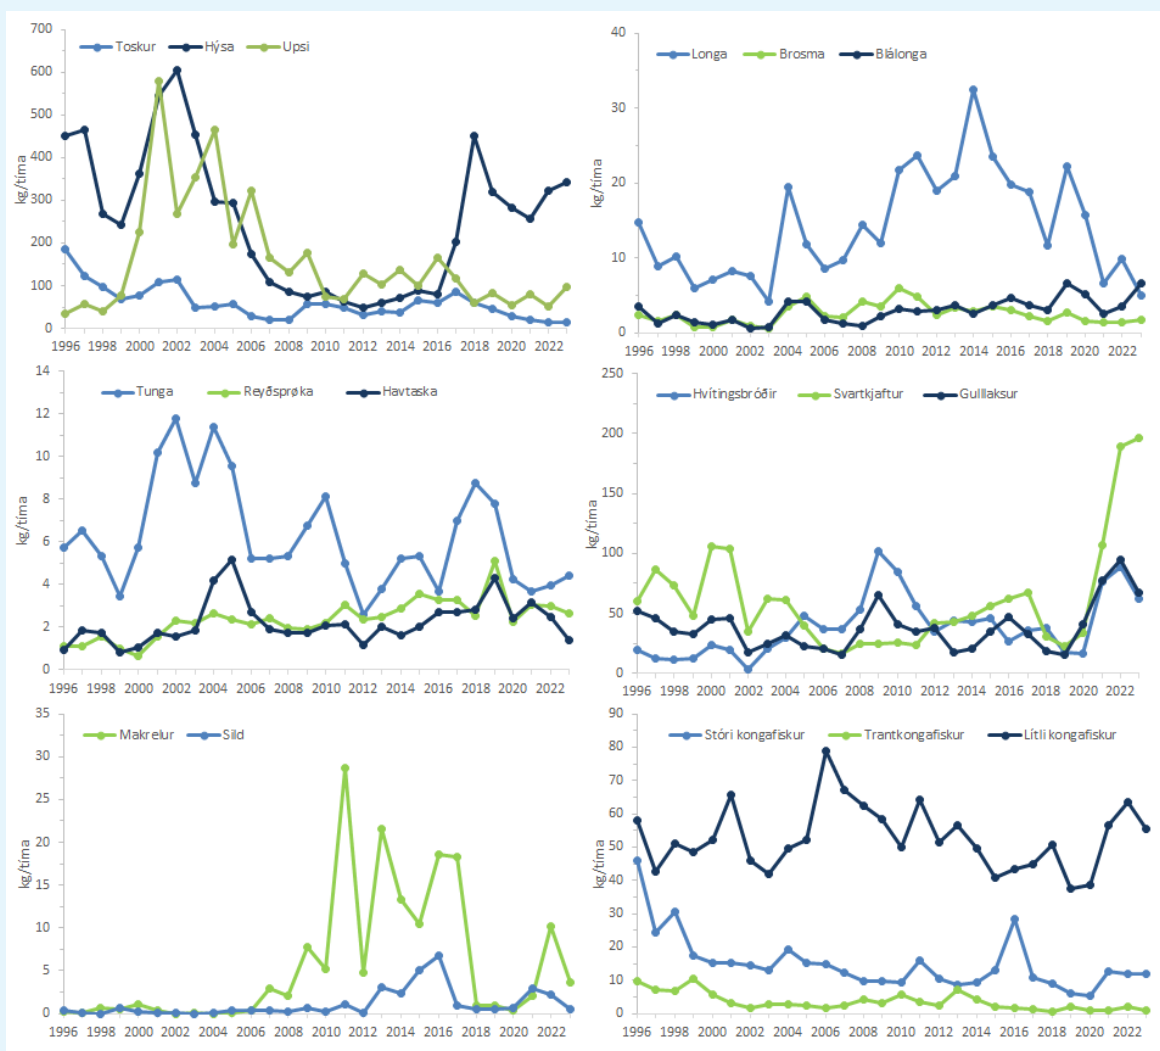 700
600
500
400
300
200
100
0
kg/tíma
Toskur Hýsa Upsi
1996 1998 2000 2002 2004 2006 2008 2010 2012 2014 2016 2018 2020 2022
40
30
20
10
0
kg/tíma
Longa Brosma Blálonga
1996 1998 2000 2002 2004 2006 2008 2010 2012 2014 2016 2018 2020 2022
14
12
10
8
6
4
2
0
kg/tíma
Tunga Reyðsprøka Havtaska
1996 1998 2000 2002 2004 2006 2008 2010 2012 2014 2016 2018 2020 2022
250
200
150
100
50
0
kg/tíma
Hvítingsbróðir Svartkjaftur Gulllaksur
1996 1998 2000 2002 2004 2006 2008 2010 2012 2014 2016 2018 2020 2022
35
30
25
20
15
10
5
0
kg/tíma
Makrelur Sild
1996 1998 2000 2002 2004 2006 2008 2010 2012 2014 2016 2018 2020 2022
90
80
70
60
50
40
30
20
10
0
kg/tíma
Stóri kongafiskur Trantkongafiskur Lítli kongafiskur
1996 1998 2000 2002 2004 2006 2008 2010 2012 2014 2016 2018 2020 2022